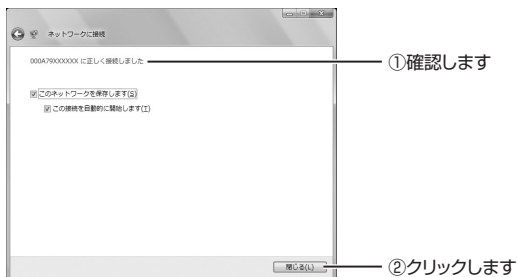 ネットワークに接続
000A79XXXXXX に正しく接続しました
①確認します
このネットワークを保存します(S)
この接続を自動的に開始します(T)
閉じる(L)
②クリックします